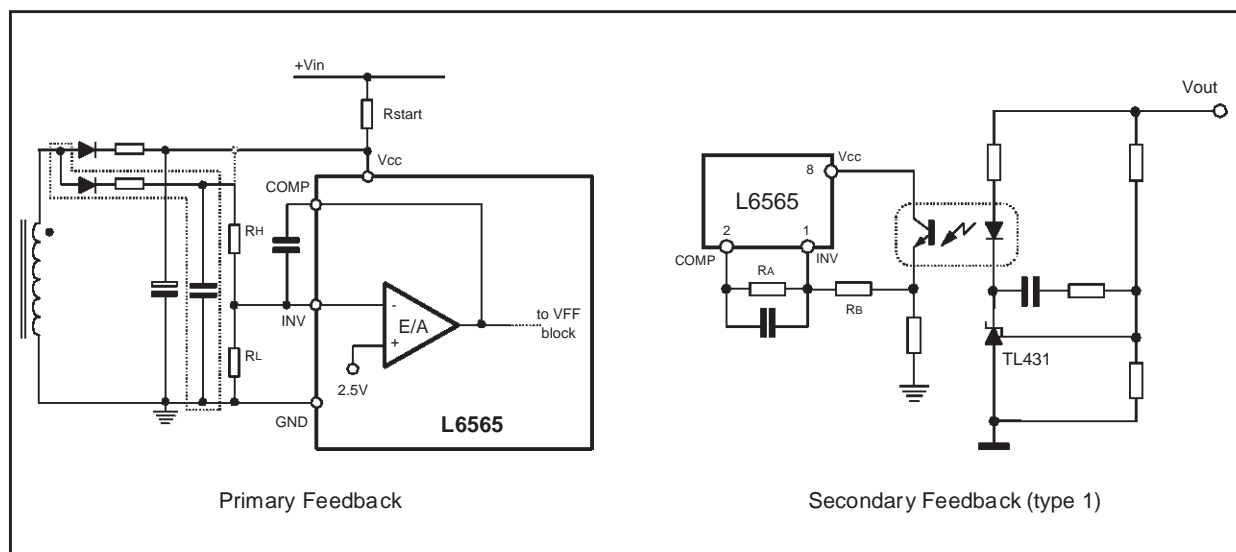 +Vin
Rstart
Vcc
COMP
RH
INV
E/A
-
+
to VFF
block
RL
2.5V
GND
L6565
Primary Feedback
Vout
Vcc
8
L6565
2
1
COMP
INV
RA
RB
TL431
Secondary Feedback (type 1)